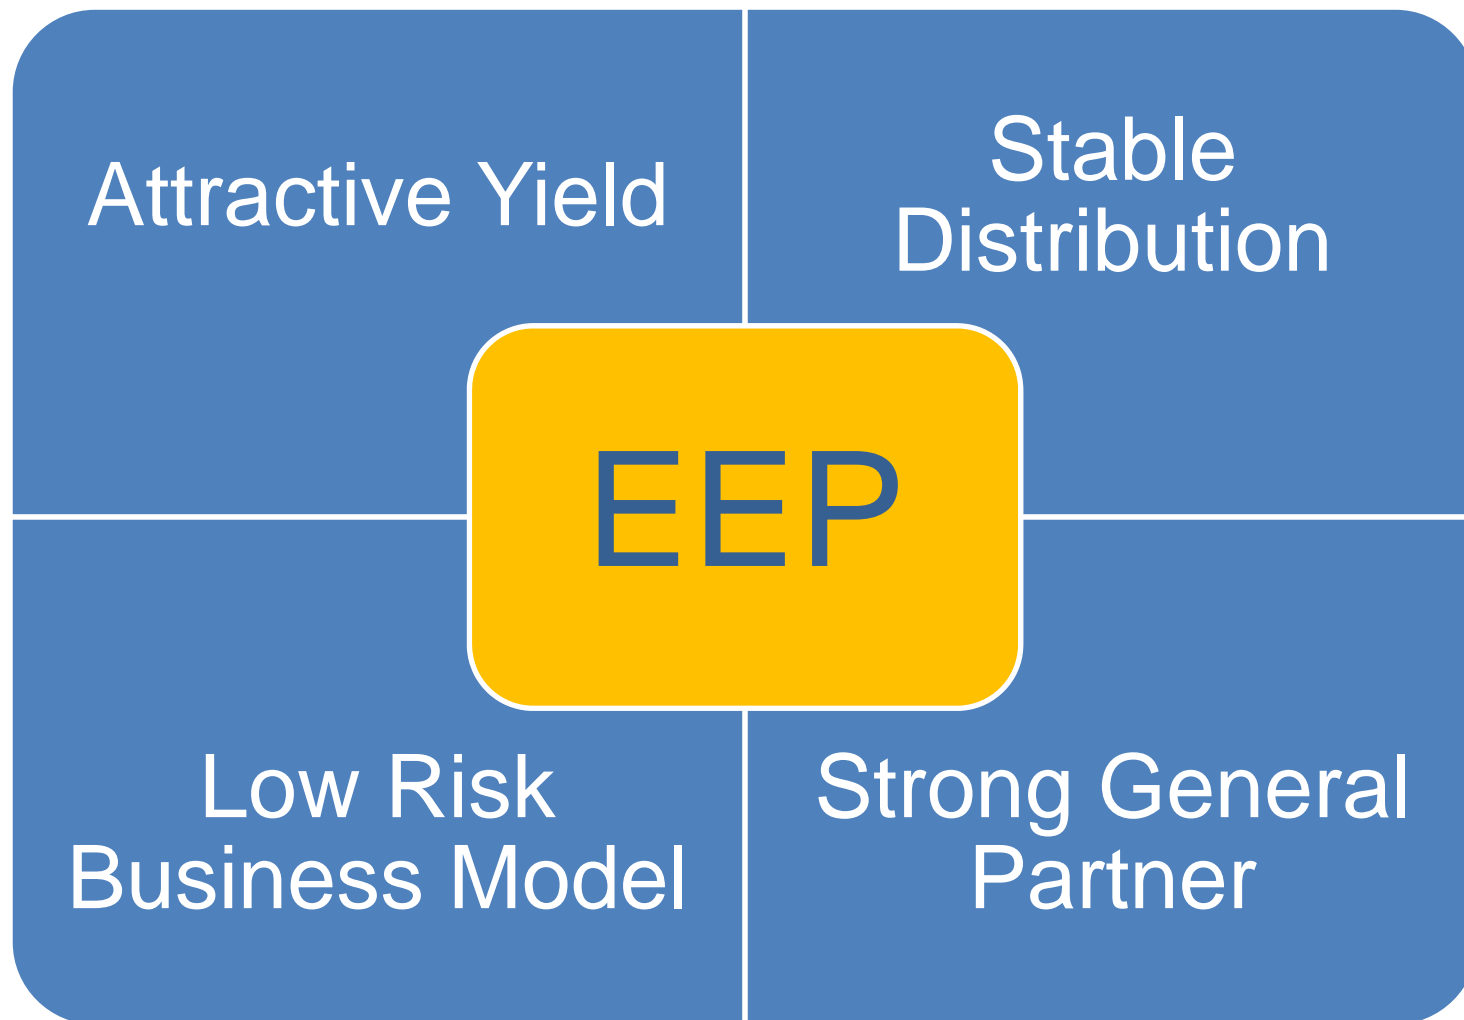 Attractive Yield
Stable
Distribution
EEP
Low Risk
Business Model
Strong General
Partner